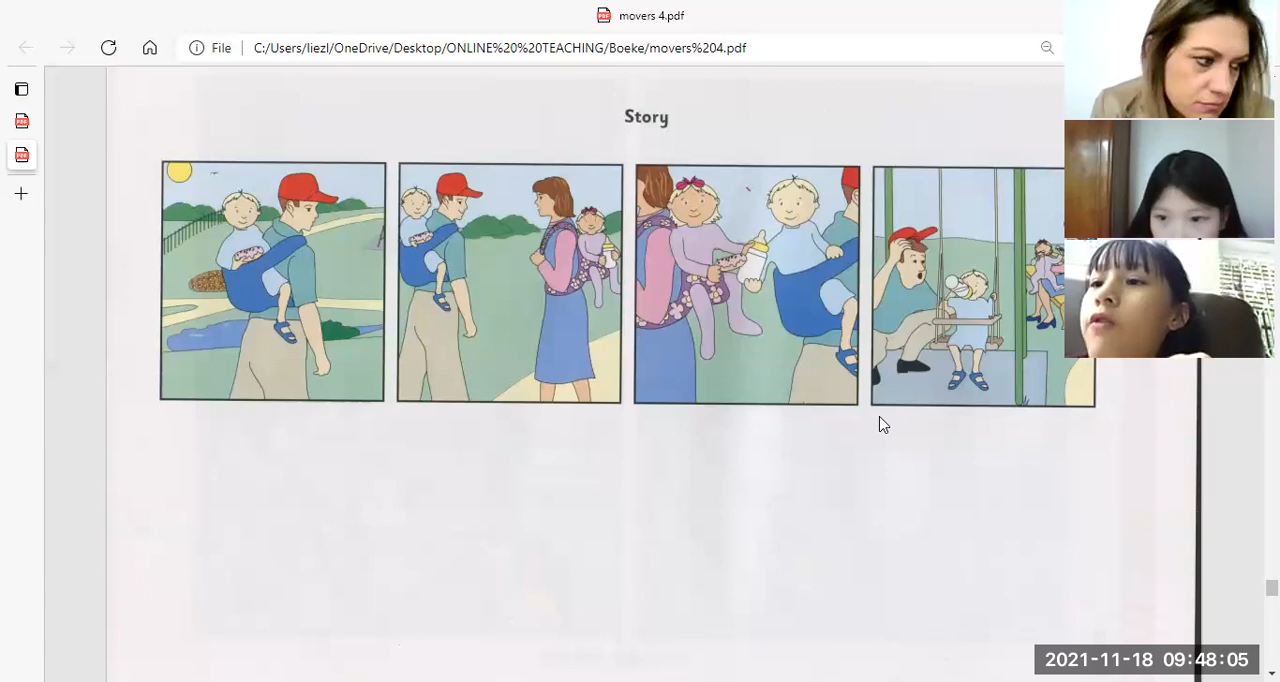 movers 4.pdf
File
C:/Users/liezl/OneDrive/Desktop/ONLINE%20%20TEACHING/Boeke/movers%204.pdf
Story
2021-11-18 09:48:05